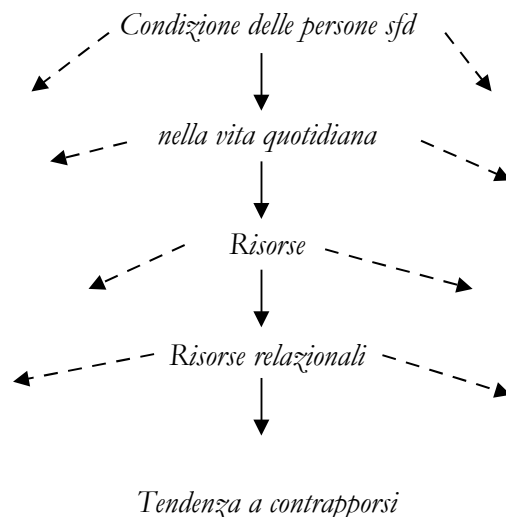 Condizione delle persone sfd
nella vita quotidiana
Risorse
Risorse relazionali
Tendenza a contrapporsi